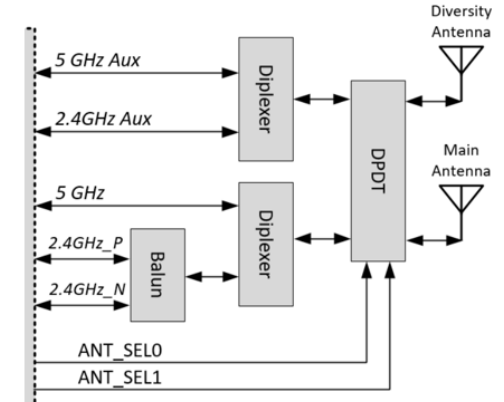 Diversity
Antenna
5 GHz Aux
Diplexer
2.4GHz Aux
DPDT
Main
Antenna
5 GHz
Diplexer
2.4GHz_P
Balun
2.4GHz_N
ANT_SEL0
ANT_SEL1